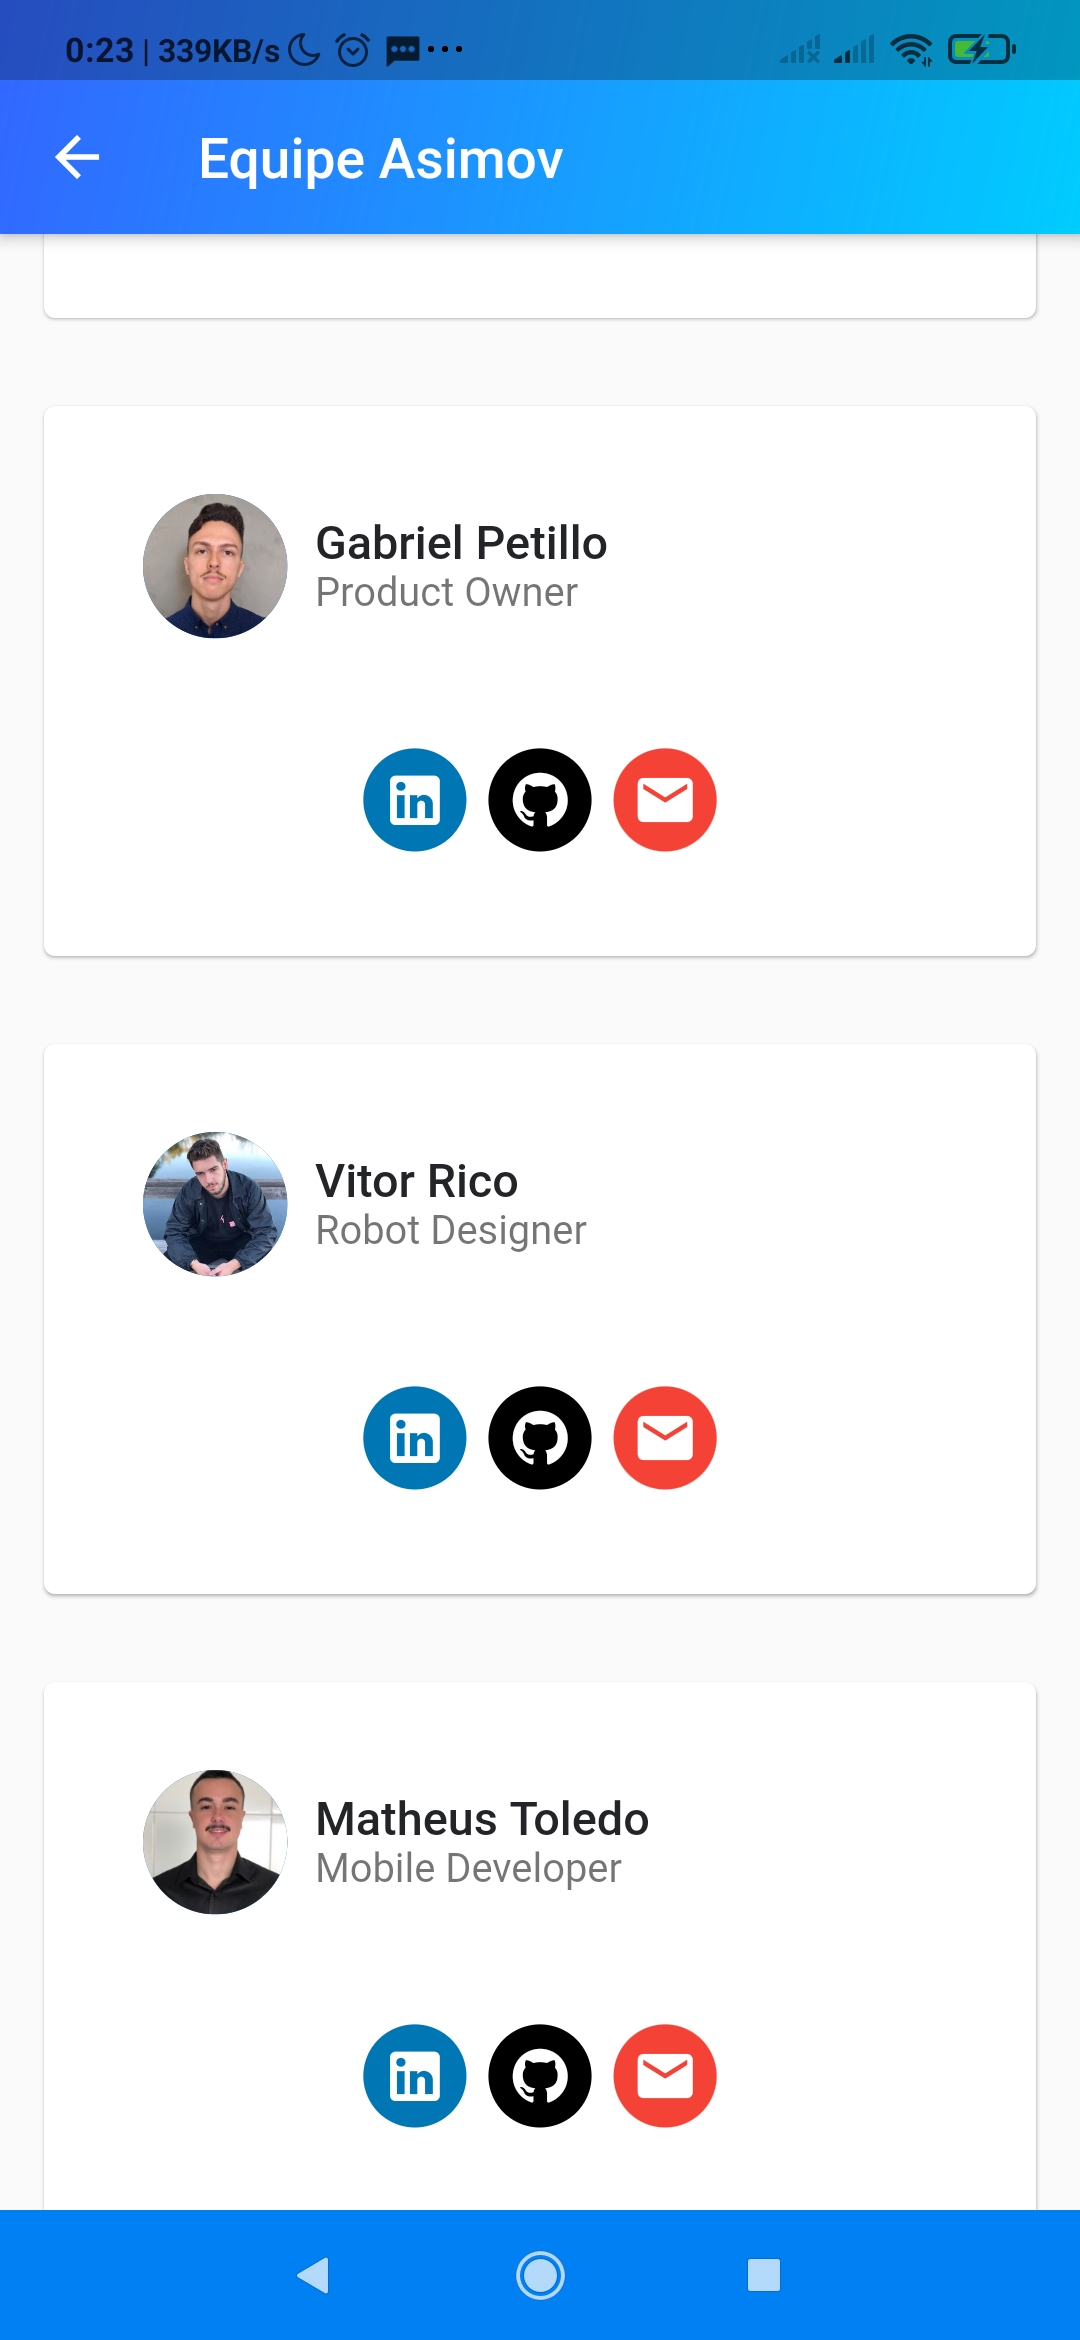 0:23 | 339KB/s
Equipe Asimov
Gabriel Petillo
Product Owner
in
Vitor Rico
Robot Designer
in
Matheus Toledo
Mobile Developer
in